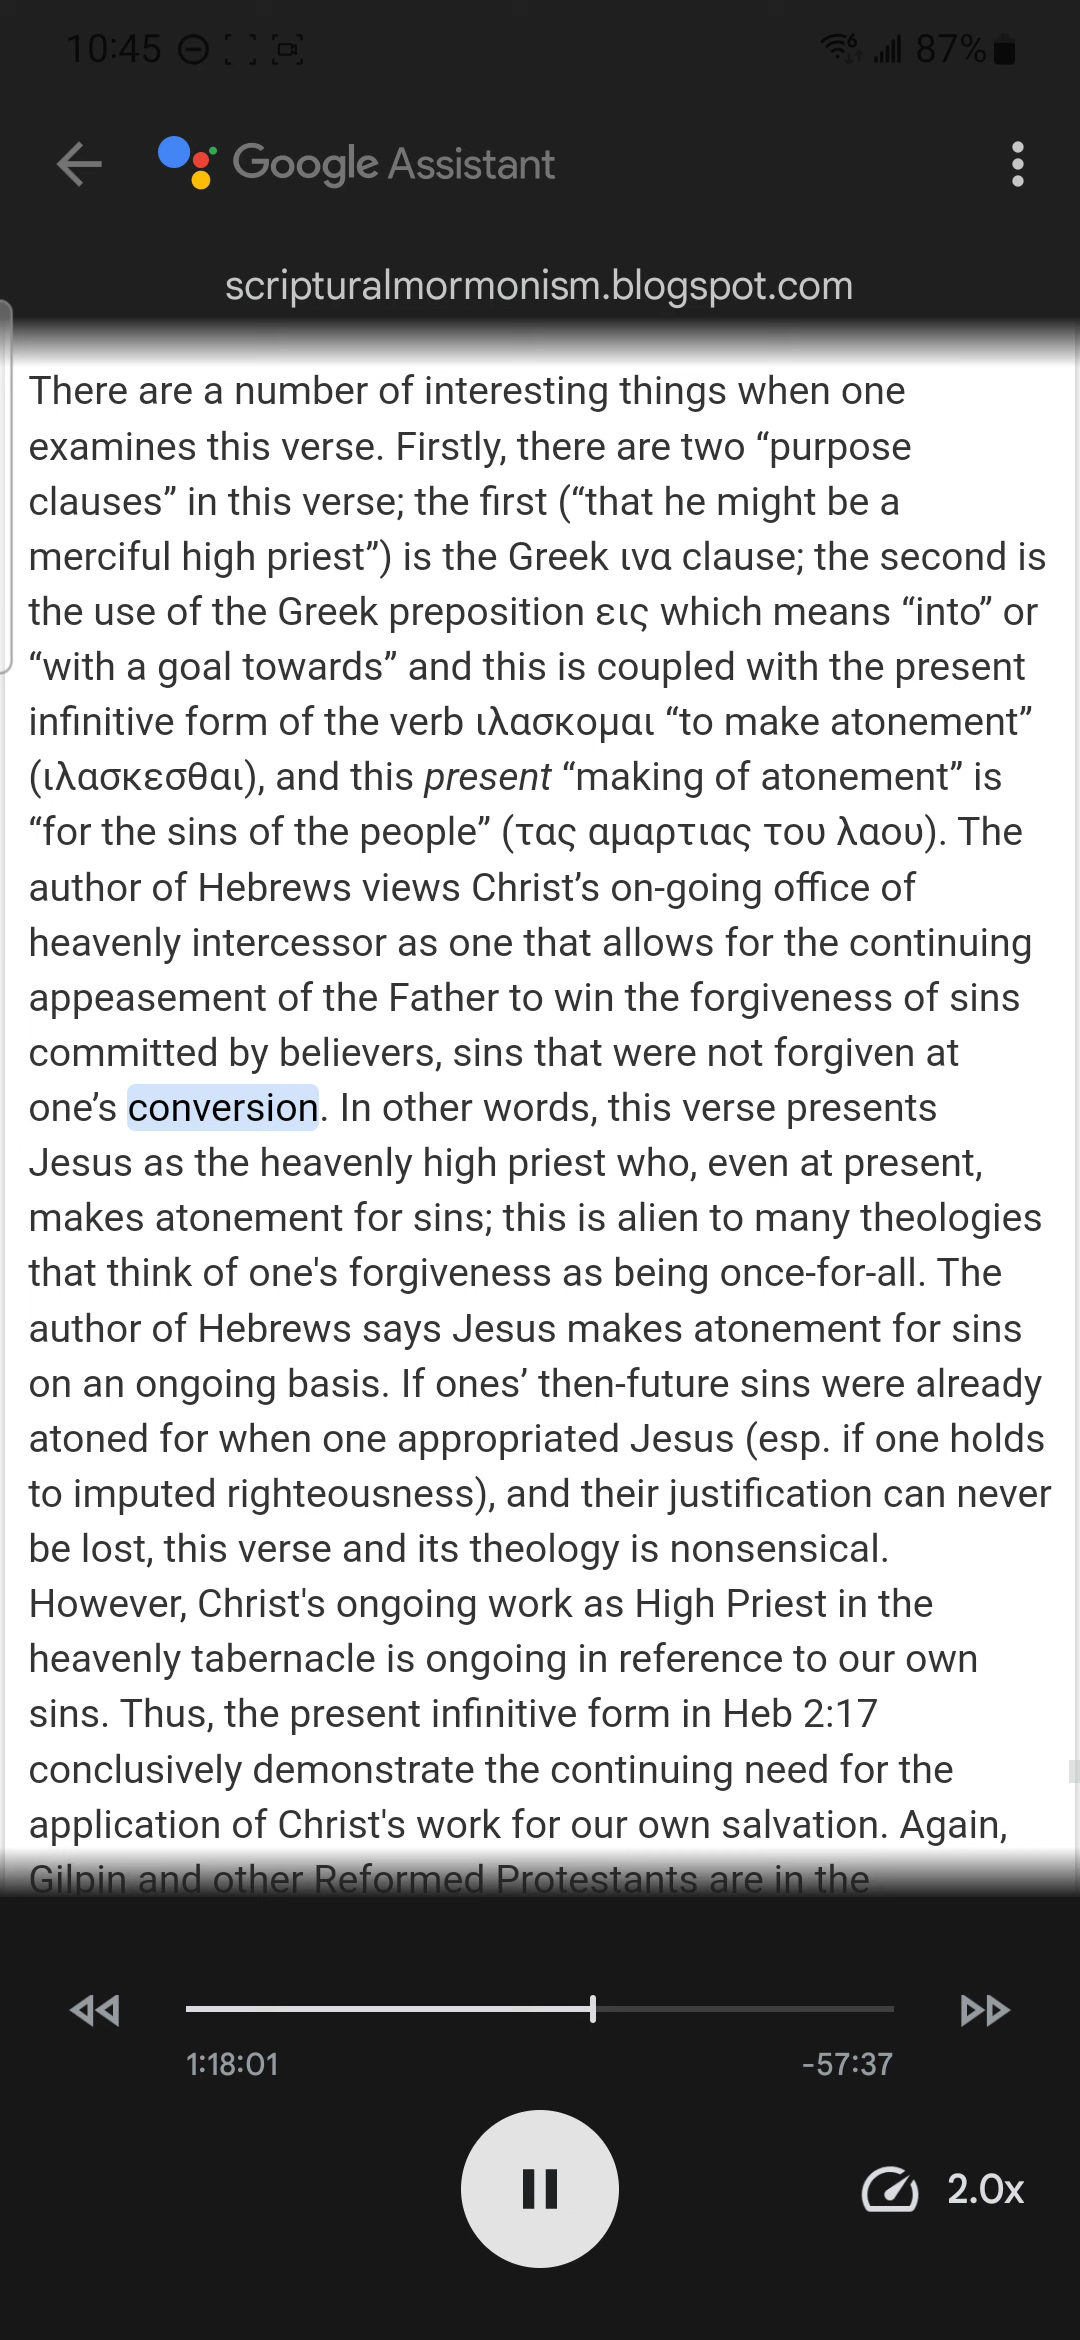 10:45
87%
Google Assistant
scripturalmormonism.blogspot.com
There are a number of interesting things when one
examines this verse. Firstly, there are two “purpose
clauses” in this verse; the first (“that he might be a
merciful high priest”) is the Greek ινα clause; the second is
the use of the Greek preposition εις which means “into” or
“with a goal towards” and this is coupled with the present
infinitive form of the verb ιλασκομαι “to make atonement”
(ιλασκεσθαι), and this present “making of atonement” is
“for the sins of the people” (τας αμαρτιας του λαου). The
author of Hebrews views Christ’s on-going office of
heavenly intercessor as one that allows for the continuing
appeasement of the Father to win the forgiveness of sins
committed by believers, sins that were not forgiven at
one’s conversion. In other words, this verse presents
Jesus as the heavenly high priest who, even at present,
makes atonement for sins; this is alien to many theologies
that think of one's forgiveness as being once-for-all. The
author of Hebrews says Jesus makes atonement for sins
on an ongoing basis. If ones’ then-future sins were already
atoned for when one appropriated Jesus (esp. if one holds
to imputed righteousness), and their justification can never
be lost, this verse and its theology is nonsensical.
However, Christ's ongoing work as High Priest in the
heavenly tabernacle is ongoing in reference to our own
sins. Thus, the present infinitive form in Heb 2:17
conclusively demonstrate the continuing need for the
application of Christ's work for our own salvation. Again,
Gilpin and other Reformed Protestants are in the
1:18:01
-57:37
2.0x